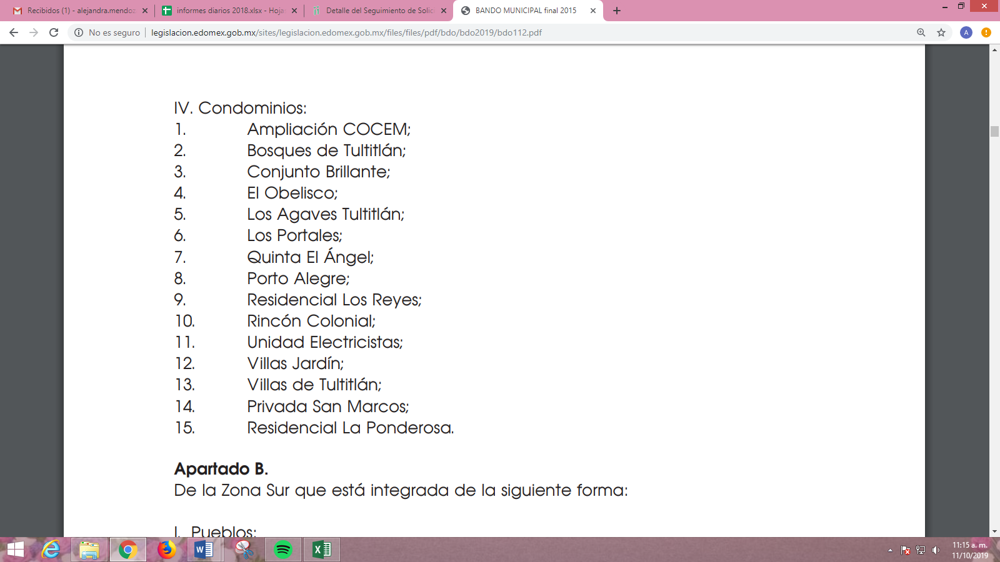 Recibidos (1) - alejandra.mendoz
informes diarios 2018.xlsx - Hoja
Detalle del Seguimiento de Solic
BANDO MUNICIPAL final 2015
No es seguro
legislacion.edomex.gob.mx/sites/legislacion.edomex.gob.mx/files/files/pdf/bdo/bdo2019/bdo112.pdf
A
IV. Condominios:
1. Ampliación COCEM;
2. Bosques de Tultitlán;
3. Conjunto Brillante;
4. El Obelisco;
5. Los Agaves Tultitlán;
6. Los Portales;
7. Quinta El Ángel;
8. Porto Alegre;
9. Residencial Los Reyes;
10. Rincón Colonial;
11. Unidad Electricistas;
12. Villas Jardín;
13. Villas de Tultitlán;
14. Privada San Marcos;
15. Residencial La Ponderosa.
Apartado B.
De la Zona Sur que está integrada de la siguiente forma:
I. Pueblos:
11:15 a. m.
11/10/2019